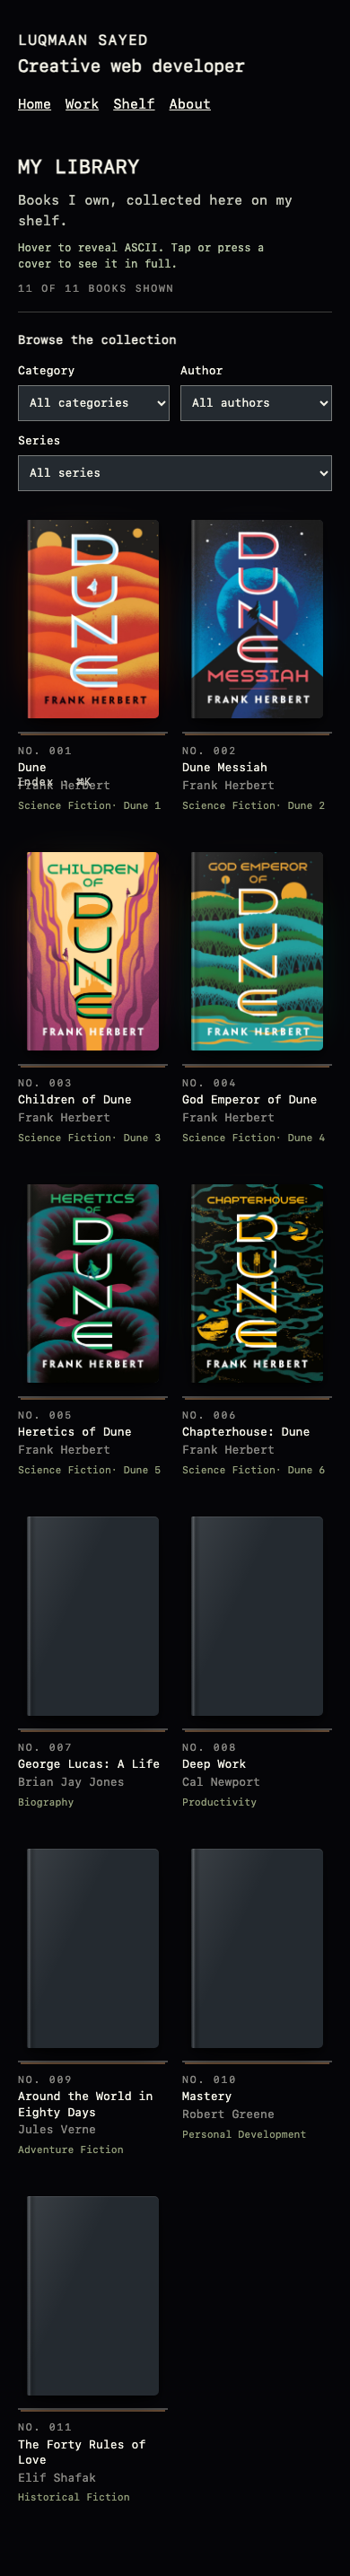 LUQMAAN SAYED
Creative web developer
Home Work Shelf About
MY LIBRARY
Books I own, collected here on my
shelf.
Hover to reveal ASCII. Tap or press a
cover to see it in full.
11 OF 11 BOOKS SHOWN
Browse the collection
Category Author
All categories All authors
Series
All series
DUNE
FRANK HERBERT
DUNE
MESSIAH
FRANK HERBERT
NO. 001
Dune
Frank Herbert
Index · ⌘K
Science Fiction· Dune 1
NO. 002
Dune Messiah
Frank Herbert
Science Fiction· Dune 2
CHILDREN
OF
DUNE
FRANK HERBERT
GOD EMPEROR
OF
DUNE
FRANK HERBERT
NO. 003
Children of Dune
Frank Herbert
Science Fiction· Dune 3
NO. 004
God Emperor of Dune
Frank Herbert
Science Fiction· Dune 4
HERETICS
OF
DUNE
FRANK HERBERT
CHAPTERHOUSE:
DUNE
FRANK HERBERT
NO. 005
Heretics of Dune
Frank Herbert
Science Fiction· Dune 5
NO. 006
Chapterhouse: Dune
Frank Herbert
Science Fiction· Dune 6
NO. 007
George Lucas: A Life
Brian Jay Jones
Biography
NO. 008
Deep Work
Cal Newport
Productivity
NO. 009
Around the World in
Eighty Days
Jules Verne
Adventure Fiction
NO. 010
Mastery
Robert Greene
Personal Development
NO. 011
The Forty Rules of
Love
Elif Shafak
Historical Fiction